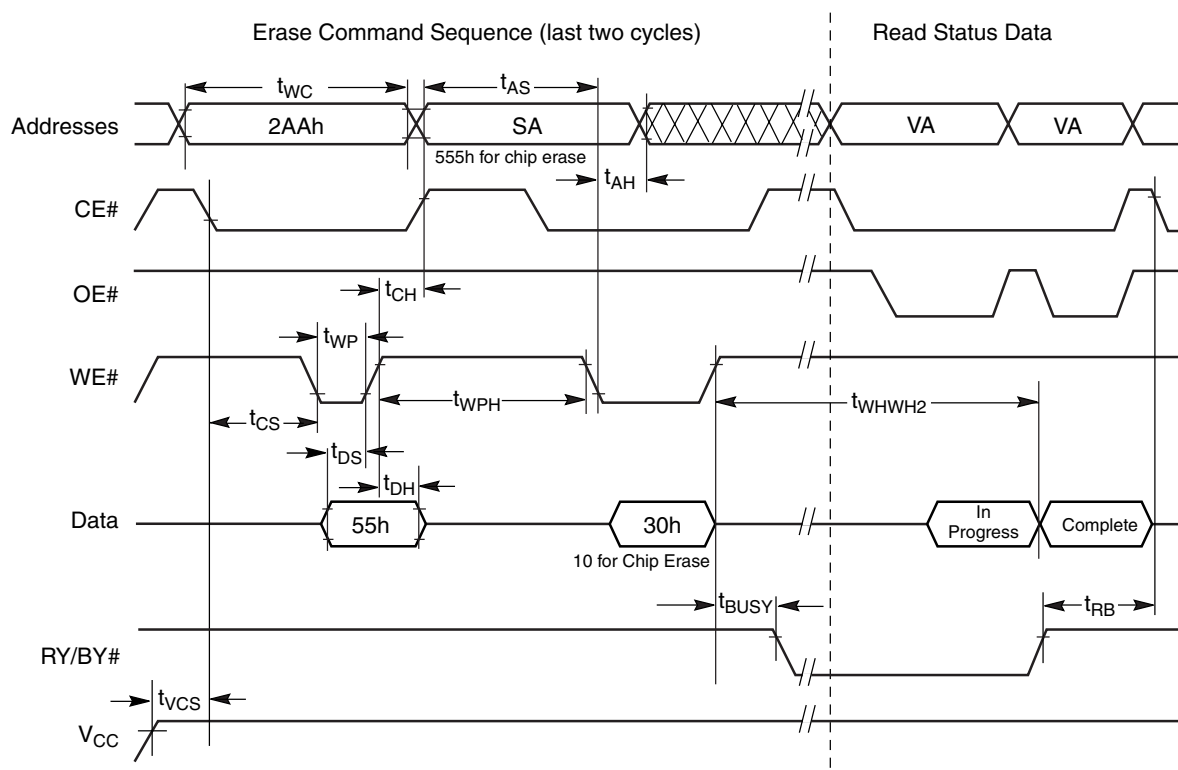 Erase Command Sequence (last two cycles)
Read Status Data
tWC
tAS
Addresses
2AAh
SA
VA
VA
555h for chip erase
tAH
CE#
OE#
tCH
tWP
WE#
tWPH
tWHWH2
tCS
tDS
tDH
Data
55h
30h
In
Progress
Complete
10 for Chip Erase
tBUSY
tRB
RY/BY#
tVCS
VCC